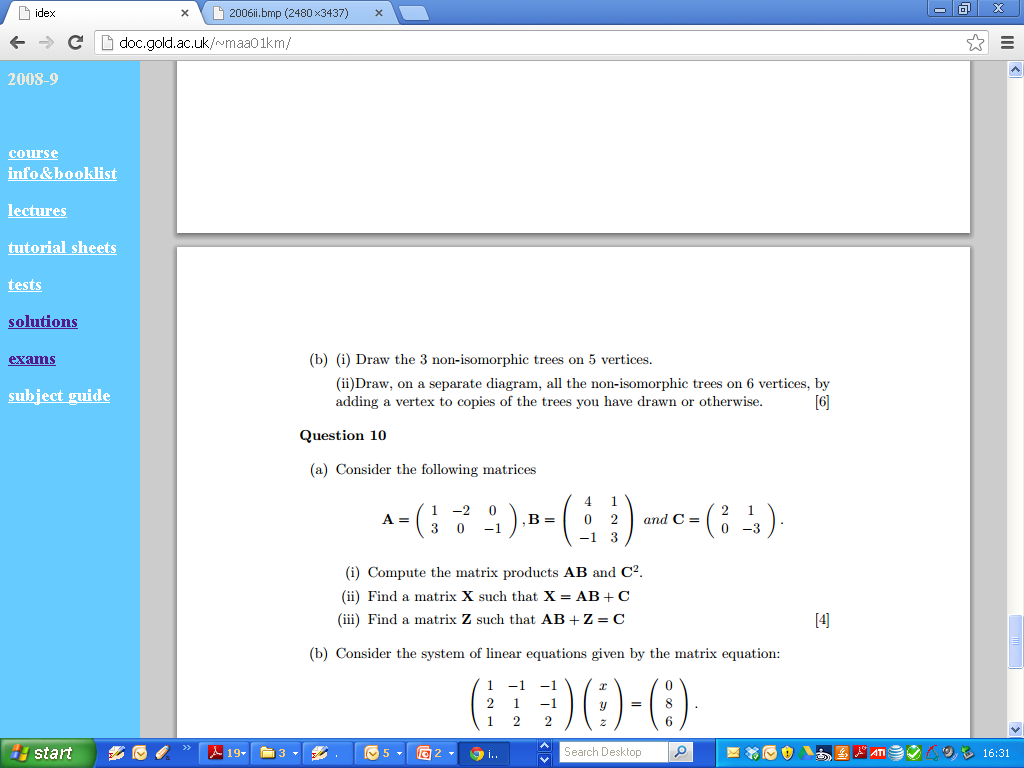 idex
2006ii.bmp (2480×3437)
doc.gold.ac.uk/~maa01km/
2008-9
course
info&booklist
lectures
tutorial sheets
tests
solutions
exams
subject guide
(b) (i) Draw the 3 non-isomorphic trees on 5 vertices.
(ii)Draw, on a separate diagram, all the non-isomorphic trees on 6 vertices, by
adding a vertex to copies of the trees you have drawn or otherwise. [6]
Question 10
(a) Consider the following matrices
A = ( 1 −2 0 ; 3 0 −1 ), B = ( 4 1 ; 0 2 ; −1 3 ) and C = ( 2 1 ; 0 −3 ).
(i) Compute the matrix products AB and C².
(ii) Find a matrix X such that X = AB + C
(iii) Find a matrix Z such that AB + Z = C [4]
(b) Consider the system of linear equations given by the matrix equation:
( 1 −1 −1 ; 2 1 −1 ; 1 2 2 ) ( x ; y ; z ) = ( 0 ; 8 ; 6 ).
start
19
3
5
2
i..
Search Desktop
ATI
16:31